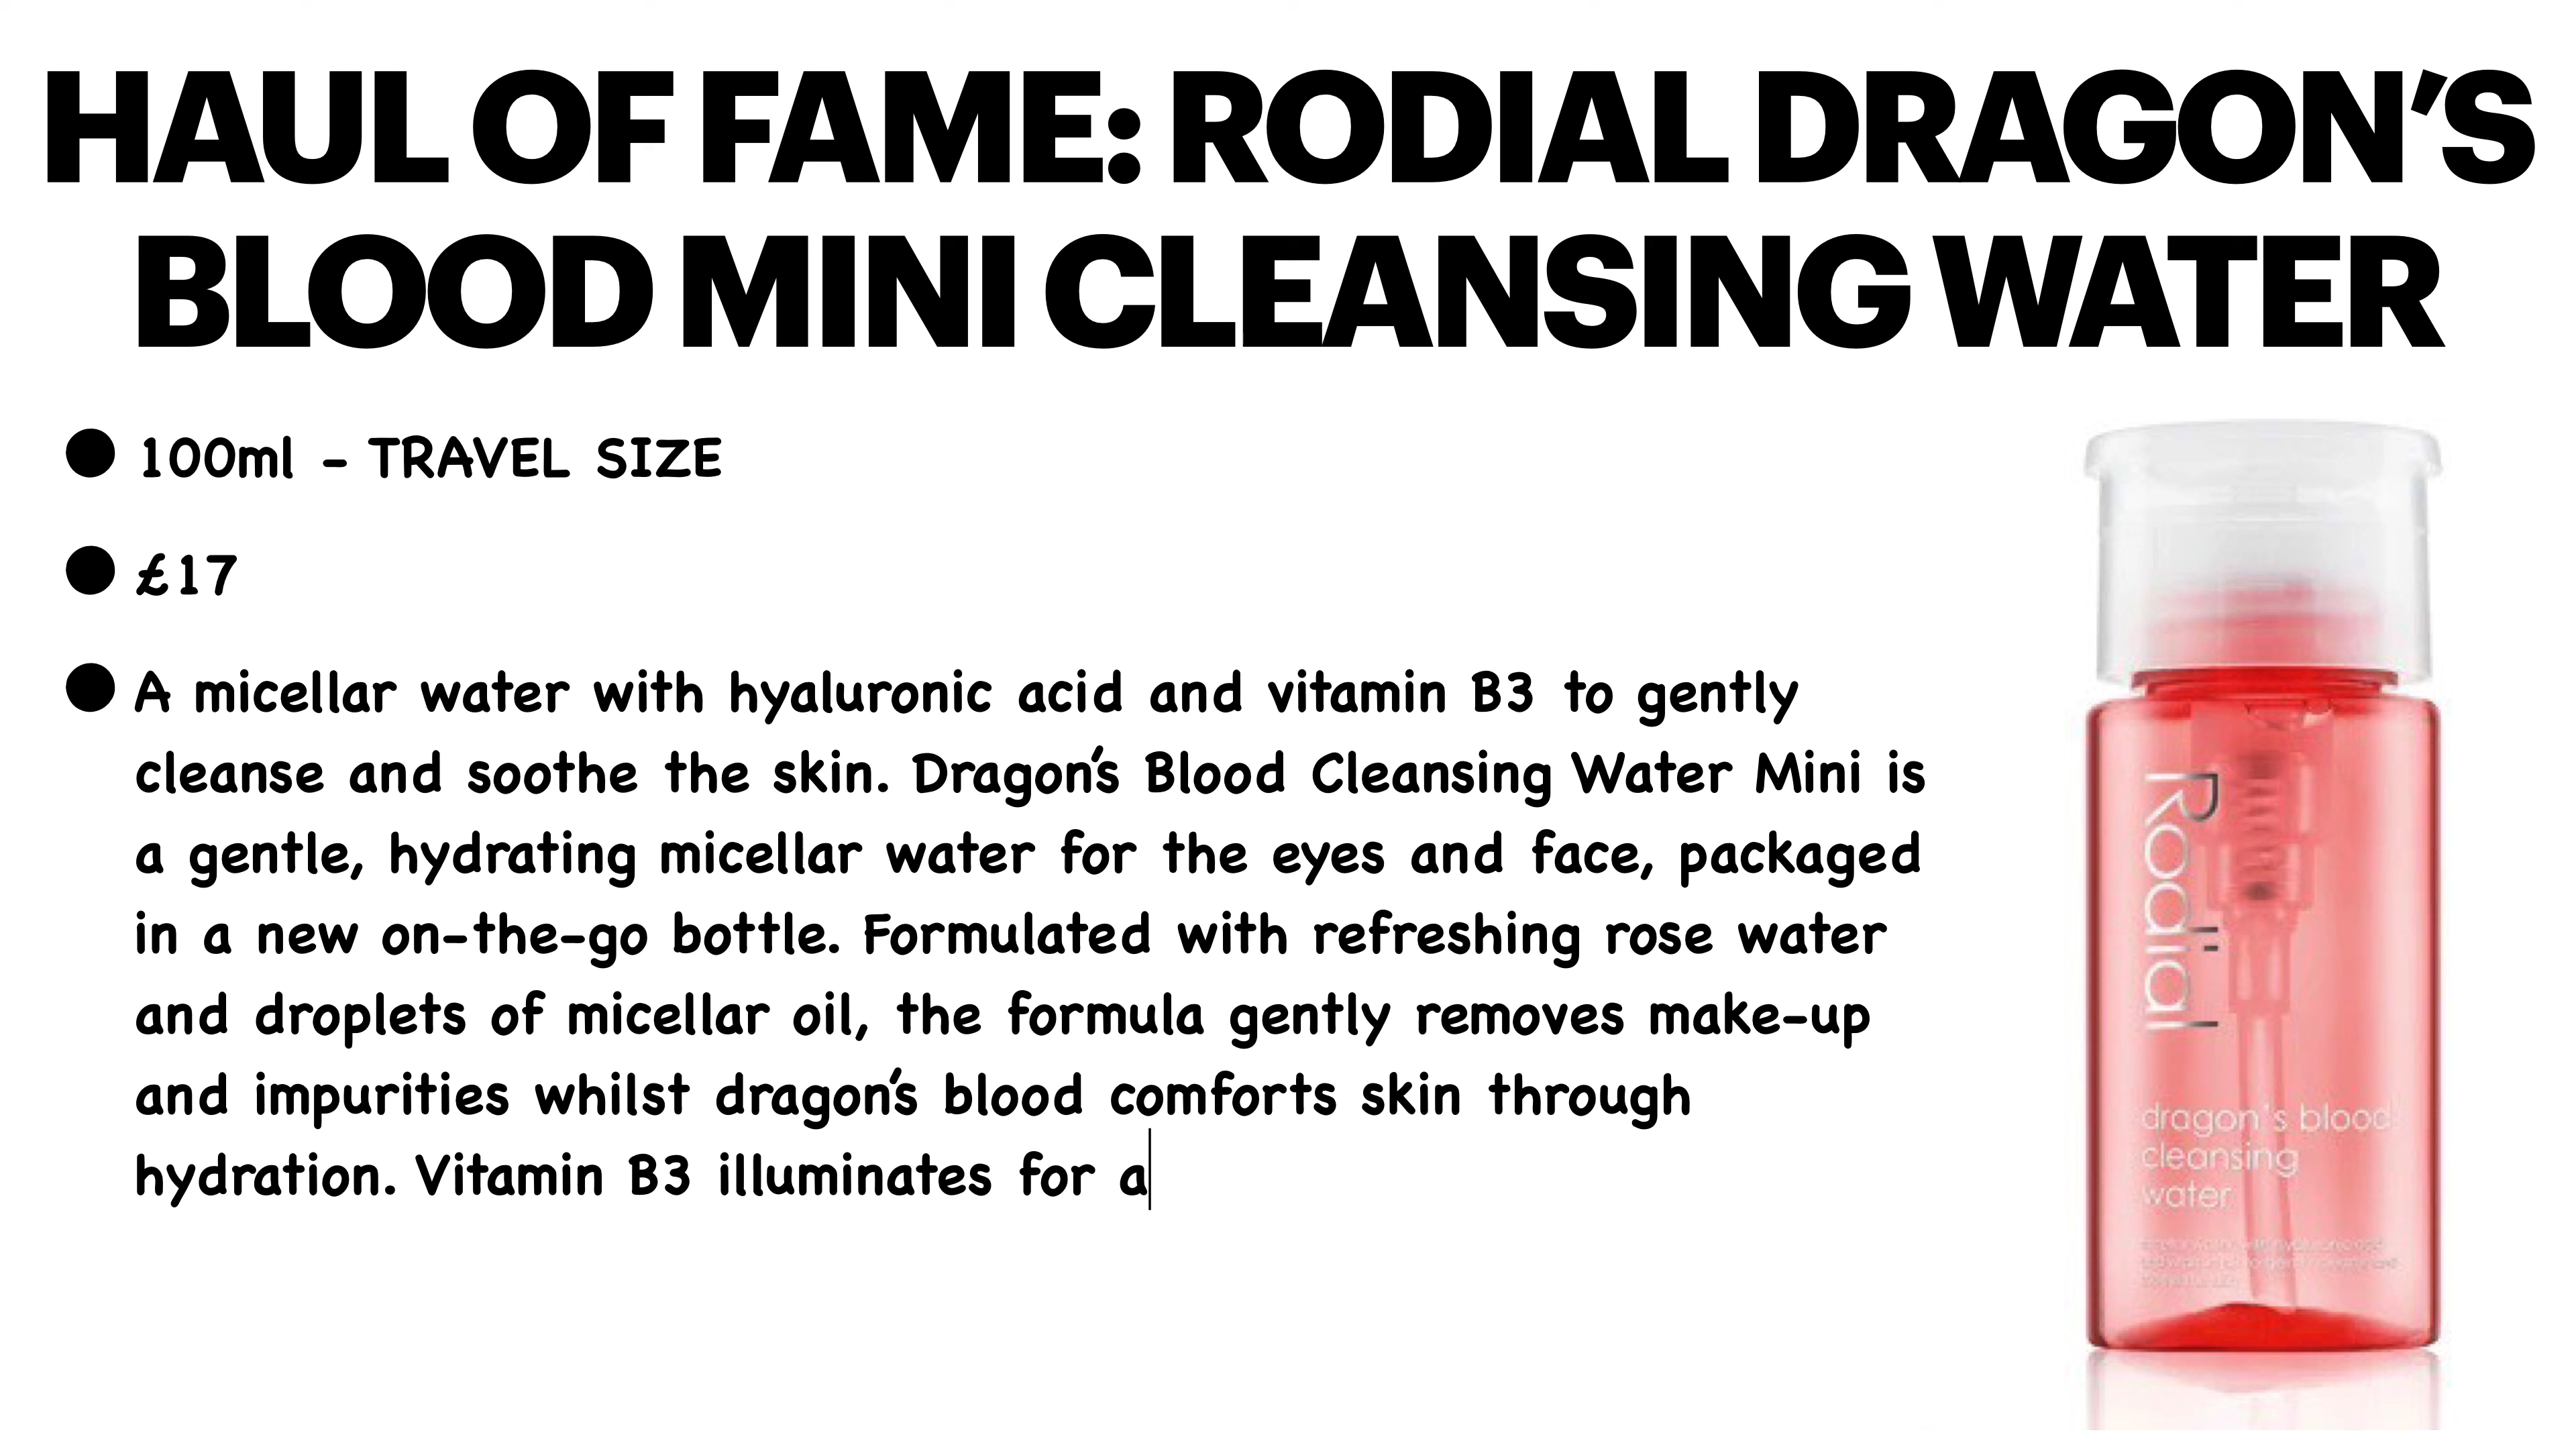 HAUL OF FAME: RODIAL DRAGON’S
BLOOD MINI CLEANSING WATER
100ml - TRAVEL SIZE
£17
A micellar water with hyaluronic acid and vitamin B3 to gently
cleanse and soothe the skin. Dragon’s Blood Cleansing Water Mini is
a gentle, hydrating micellar water for the eyes and face, packaged
in a new on-the-go bottle. Formulated with refreshing rose water
and droplets of micellar oil, the formula gently removes make-up
and impurities whilst dragon’s blood comforts skin through
hydration. Vitamin B3 illuminates for a
Rodial
dragon's blood
cleansing
water